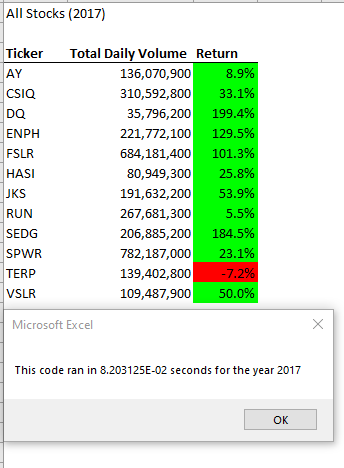 All Stocks (2017)
Ticker Total Daily Volume Return
AY 136,070,900 8.9%
CSIQ 310,592,800 33.1%
DQ 35,796,200 199.4%
ENPH 221,772,100 129.5%
FSLR 684,181,400 101.3%
HASI 80,949,300 25.8%
JKS 191,632,200 53.9%
RUN 267,681,300 5.5%
SEDG 206,885,200 184.5%
SPWR 782,187,000 23.1%
TERP 139,402,800 -7.2%
VSLR 109,487,900 50.0%
Microsoft Excel
This code ran in 8.203125E-02 seconds for the year 2017
OK